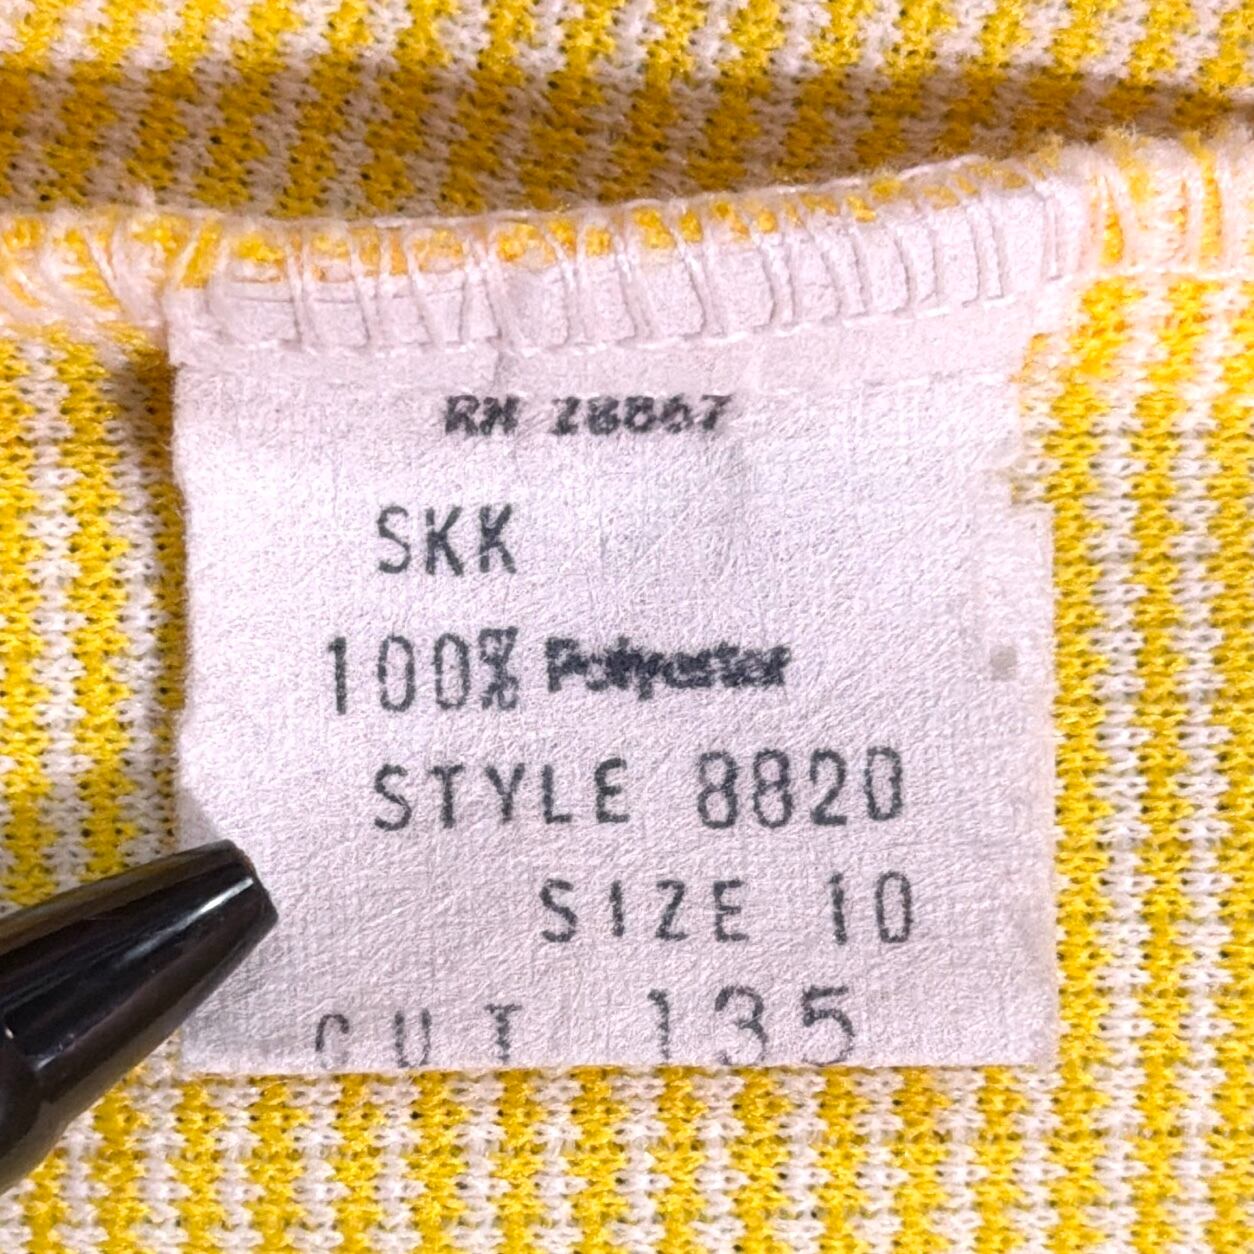 RN 28867
SKK
100% Polyester
STYLE 8820
SIZE 10
CUT 135